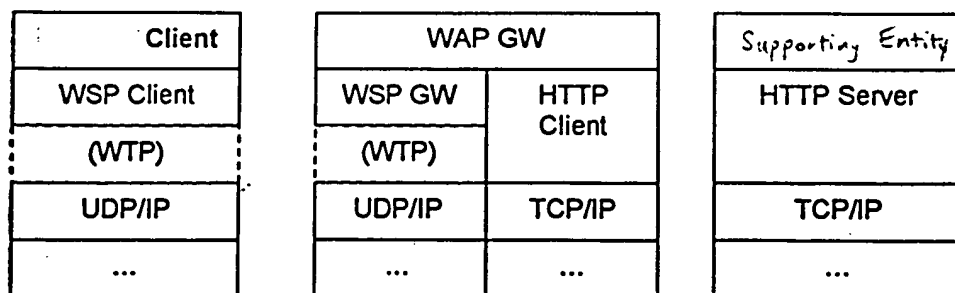 Client
WSP Client
(WTP)
UDP/IP
...
WAP GW
WSP GW
HTTP
Client
(WTP)
UDP/IP
TCP/IP
...
...
Supporting Entity
HTTP Server
TCP/IP
...